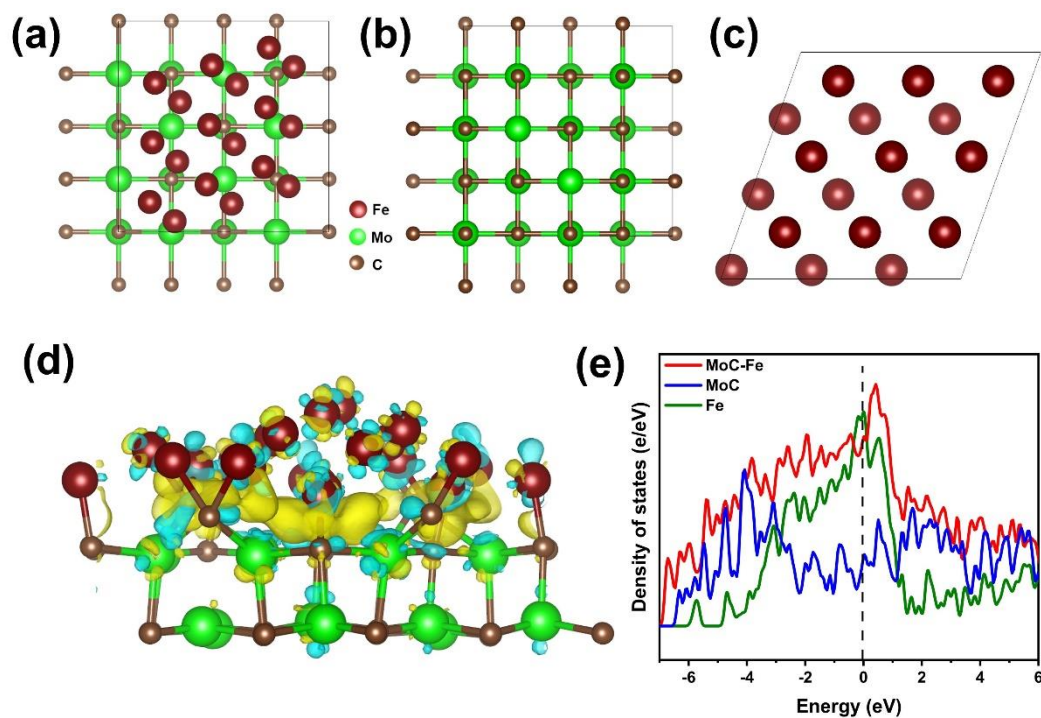 (a)
(b)
(c)
Fe
Mo
C
(d)
(e)
MoC-Fe
MoC
Fe
Density of states (e/eV)
-6 -4 -2 0 2 4 6
Energy (eV)